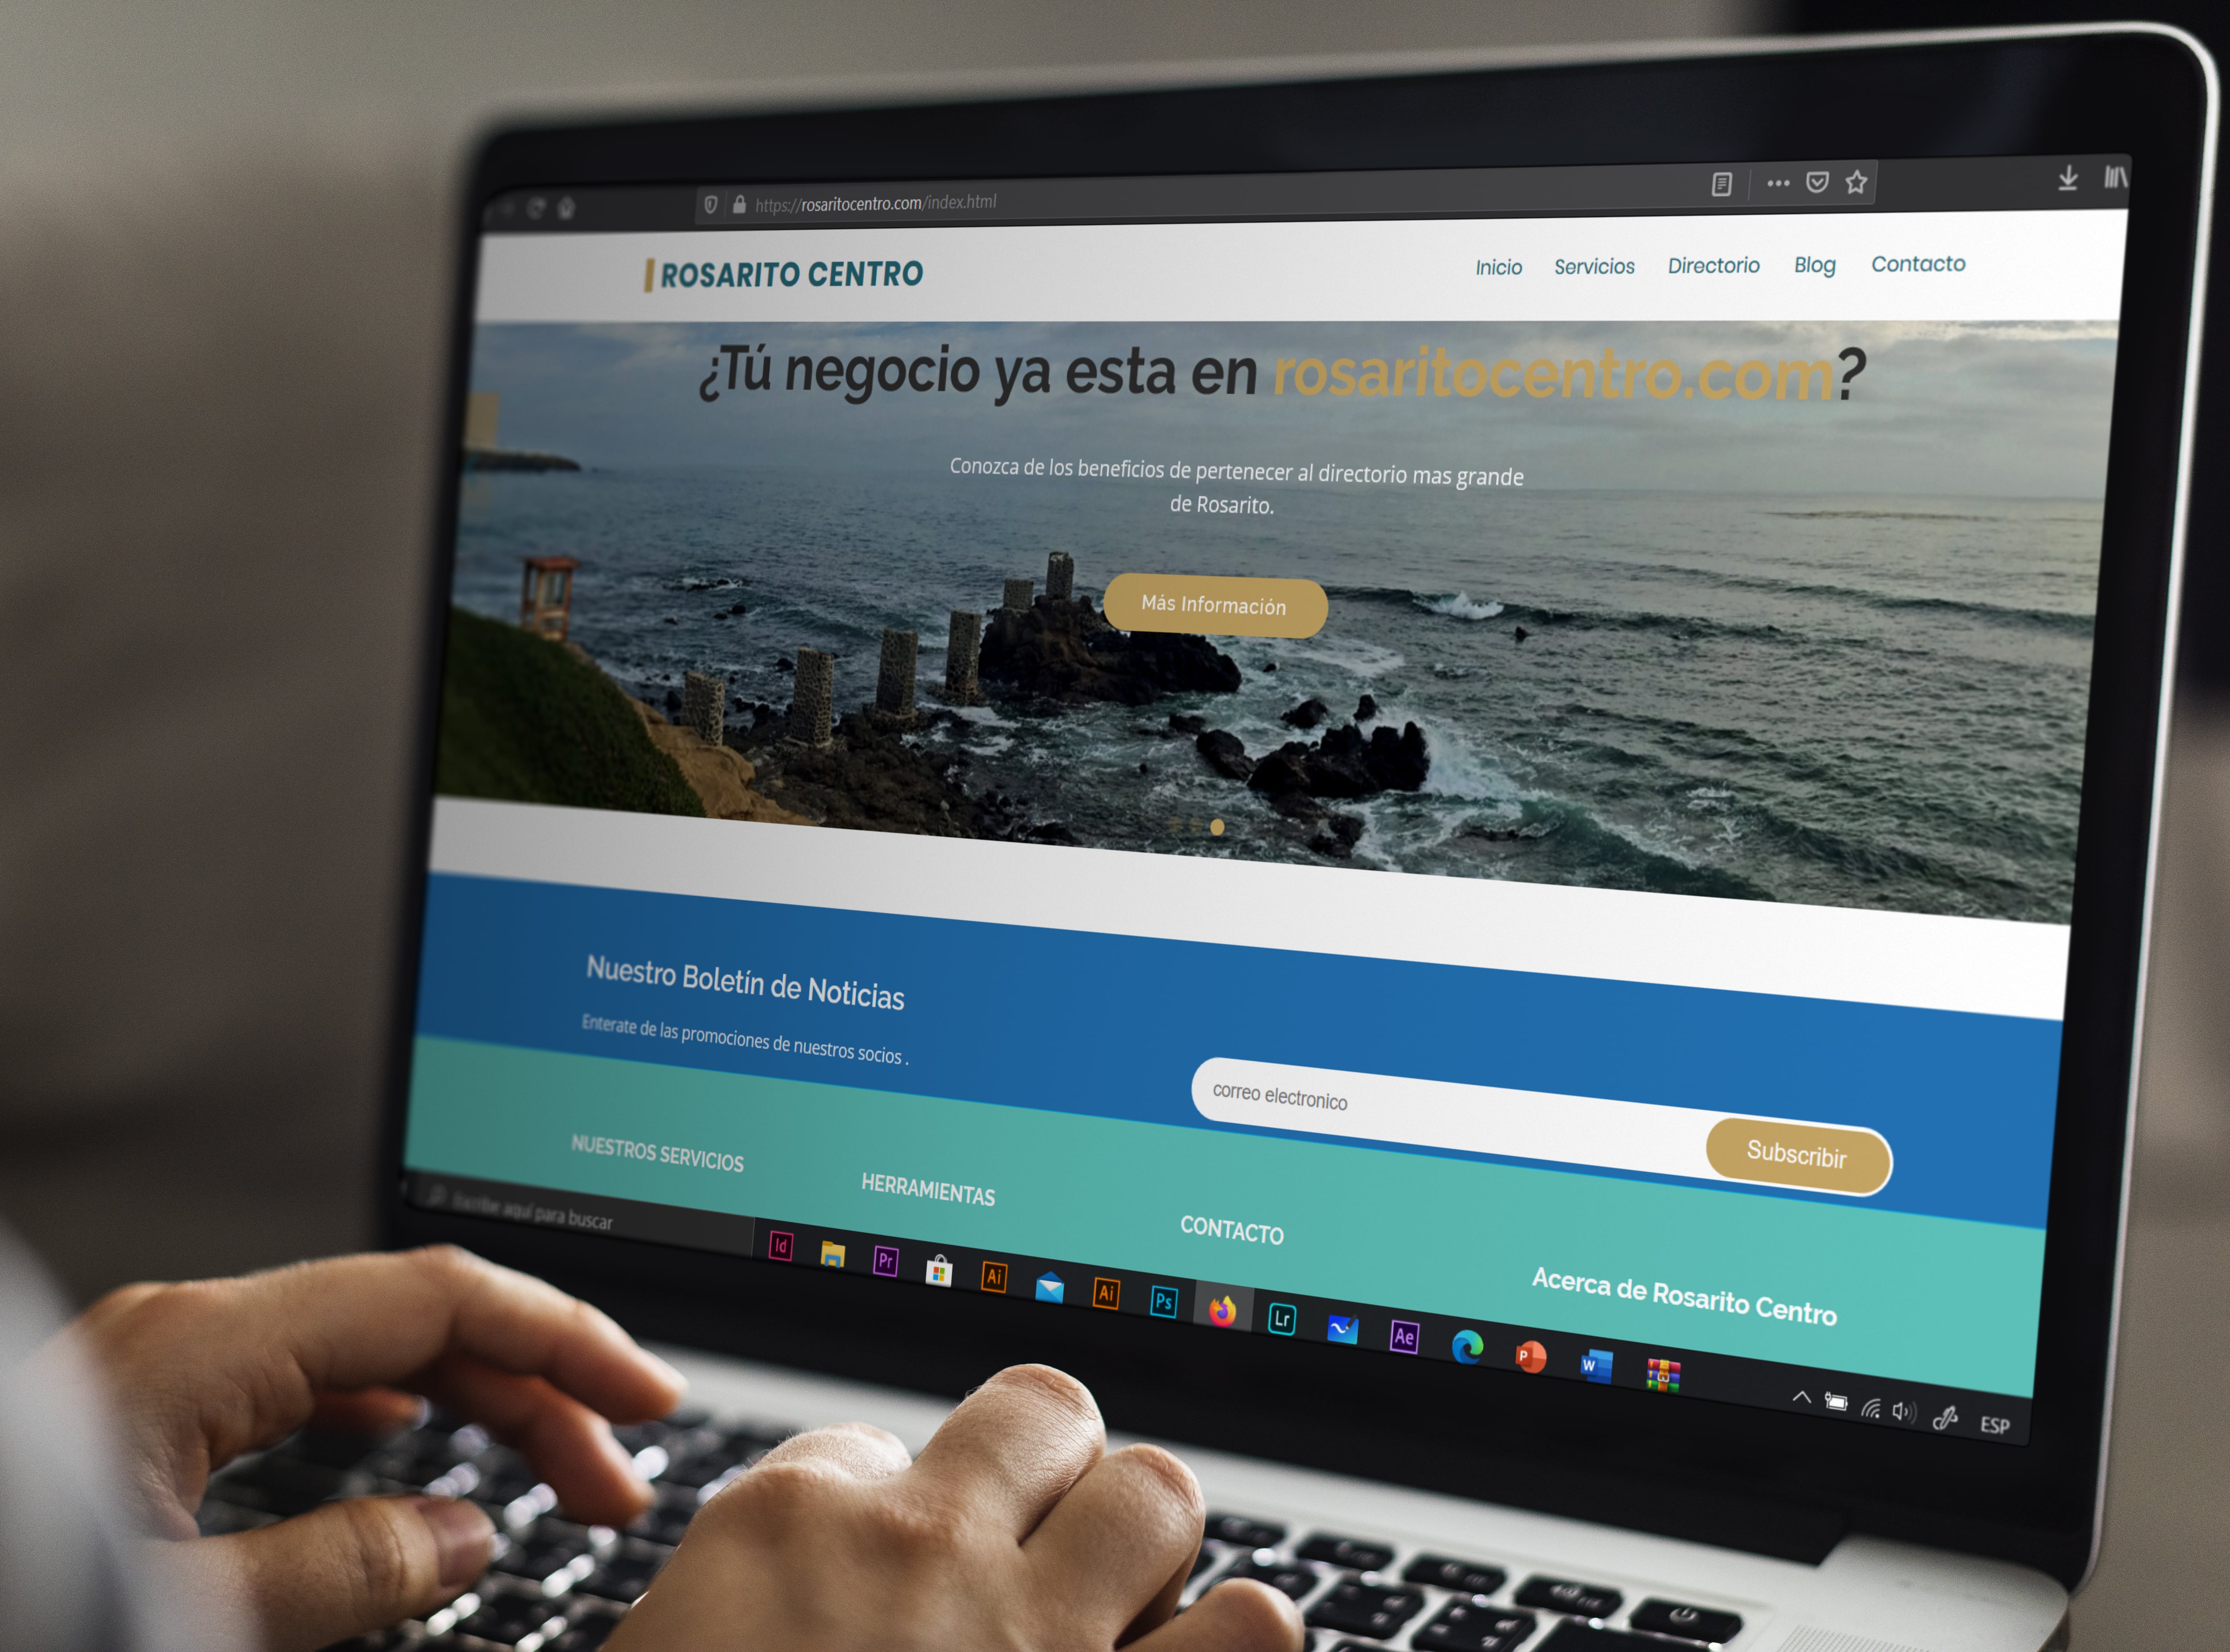 https://rosaritocentro.com/index.html
ROSARITO CENTRO
Inicio Servicios Directorio Blog Contacto
¿Tú negocio ya esta en rosaritocentro.com?
Conozca de los beneficios de pertenecer al directorio mas grande
de Rosarito.
Más Información
Nuestro Boletín de Noticias
Enterate de las promociones de nuestros socios .
correo electronico
Subscribir
NUESTROS SERVICIOS
HERRAMIENTAS
CONTACTO
Acerca de Rosarito Centro
Escribe aquí para buscar
Id Pr Ai Ai Ps Lr Ae P W
ESP